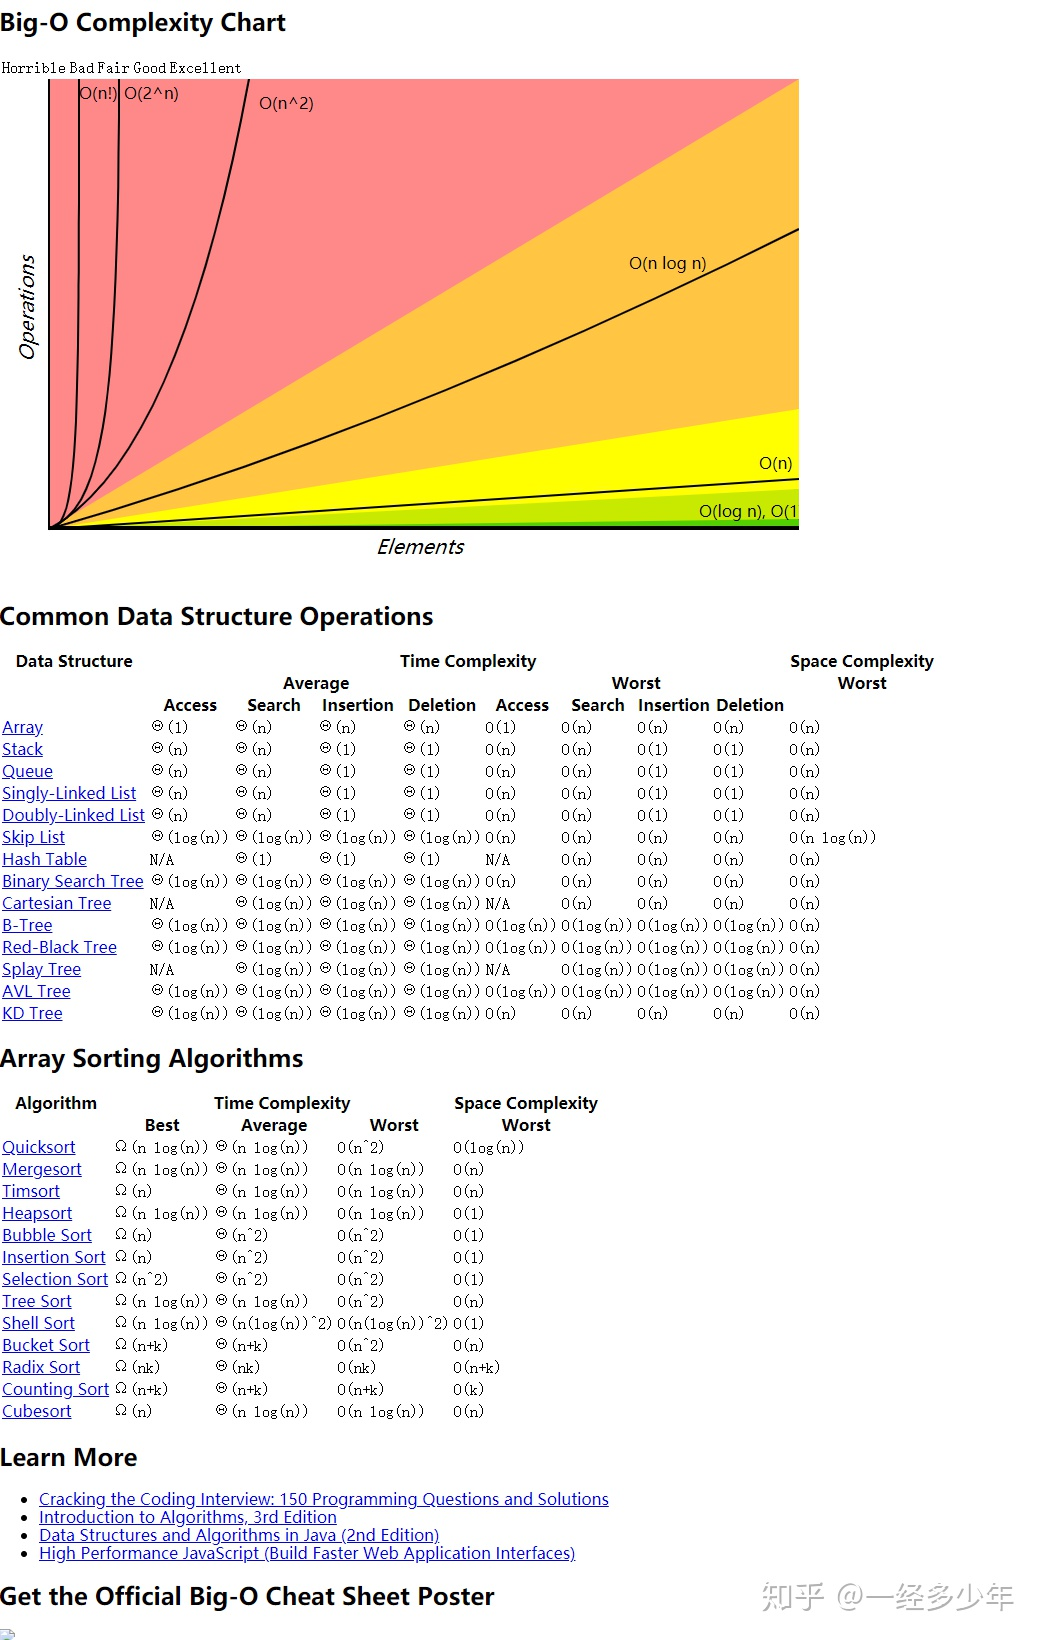 Big-O Complexity Chart
Horrible Bad Fair Good Excellent
O(n!) O(2^n)
O(n^2)
O(n log n)
O(n)
O(log n), O(1
Operations
Elements
Common Data Structure Operations
Data Structure Time Complexity Space Complexity
Average Worst Worst
Access Search Insertion Deletion Access Search Insertion Deletion
Array Θ(1) Θ(n) Θ(n) Θ(n) O(1) O(n) O(n) O(n) O(n)
Stack Θ(n) Θ(n) Θ(1) Θ(1) O(n) O(n) O(1) O(1) O(n)
Queue Θ(n) Θ(n) Θ(1) Θ(1) O(n) O(n) O(1) O(1) O(n)
Singly-Linked List Θ(n) Θ(n) Θ(1) Θ(1) O(n) O(n) O(1) O(1) O(n)
Doubly-Linked List Θ(n) Θ(n) Θ(1) Θ(1) O(n) O(n) O(1) O(1) O(n)
Skip List Θ(log(n)) Θ(log(n)) Θ(log(n)) Θ(log(n)) O(n) O(n) O(n) O(n) O(n log(n))
Hash Table N/A Θ(1) Θ(1) Θ(1) N/A O(n) O(n) O(n) O(n)
Binary Search Tree Θ(log(n)) Θ(log(n)) Θ(log(n)) Θ(log(n)) O(n) O(n) O(n) O(n) O(n)
Cartesian Tree N/A Θ(log(n)) Θ(log(n)) Θ(log(n)) N/A O(n) O(n) O(n) O(n)
B-Tree Θ(log(n)) Θ(log(n)) Θ(log(n)) Θ(log(n)) O(log(n)) O(log(n)) O(log(n)) O(log(n)) O(n)
Red-Black Tree Θ(log(n)) Θ(log(n)) Θ(log(n)) Θ(log(n)) O(log(n)) O(log(n)) O(log(n)) O(log(n)) O(n)
Splay Tree N/A Θ(log(n)) Θ(log(n)) Θ(log(n)) N/A O(log(n)) O(log(n)) O(log(n)) O(n)
AVL Tree Θ(log(n)) Θ(log(n)) Θ(log(n)) Θ(log(n)) O(log(n)) O(log(n)) O(log(n)) O(log(n)) O(n)
KD Tree Θ(log(n)) Θ(log(n)) Θ(log(n)) Θ(log(n)) O(n) O(n) O(n) O(n) O(n)
Array Sorting Algorithms
Algorithm Time Complexity Space Complexity
Best Average Worst Worst
Quicksort Ω(n log(n)) Θ(n log(n)) O(n^2) O(log(n))
Mergesort Ω(n log(n)) Θ(n log(n)) O(n log(n)) O(n)
Timsort Ω(n) Θ(n log(n)) O(n log(n)) O(n)
Heapsort Ω(n log(n)) Θ(n log(n)) O(n log(n)) O(1)
Bubble Sort Ω(n) Θ(n^2) O(n^2) O(1)
Insertion Sort Ω(n) Θ(n^2) O(n^2) O(1)
Selection Sort Ω(n^2) Θ(n^2) O(n^2) O(1)
Tree Sort Ω(n log(n)) Θ(n log(n)) O(n^2) O(n)
Shell Sort Ω(n log(n)) Θ(n(log(n))^2) O(n(log(n))^2) O(1)
Bucket Sort Ω(n+k) Θ(n+k) O(n^2) O(n)
Radix Sort Ω(nk) Θ(nk) O(nk) O(n+k)
Counting Sort Ω(n+k) Θ(n+k) O(n+k) O(k)
Cubesort Ω(n) Θ(n log(n)) O(n log(n)) O(n)
Learn More
• Cracking the Coding Interview: 150 Programming Questions and Solutions
• Introduction to Algorithms, 3rd Edition
• Data Structures and Algorithms in Java (2nd Edition)
• High Performance JavaScript (Build Faster Web Application Interfaces)
Get the Official Big-O Cheat Sheet Poster
知乎 @一经多少年